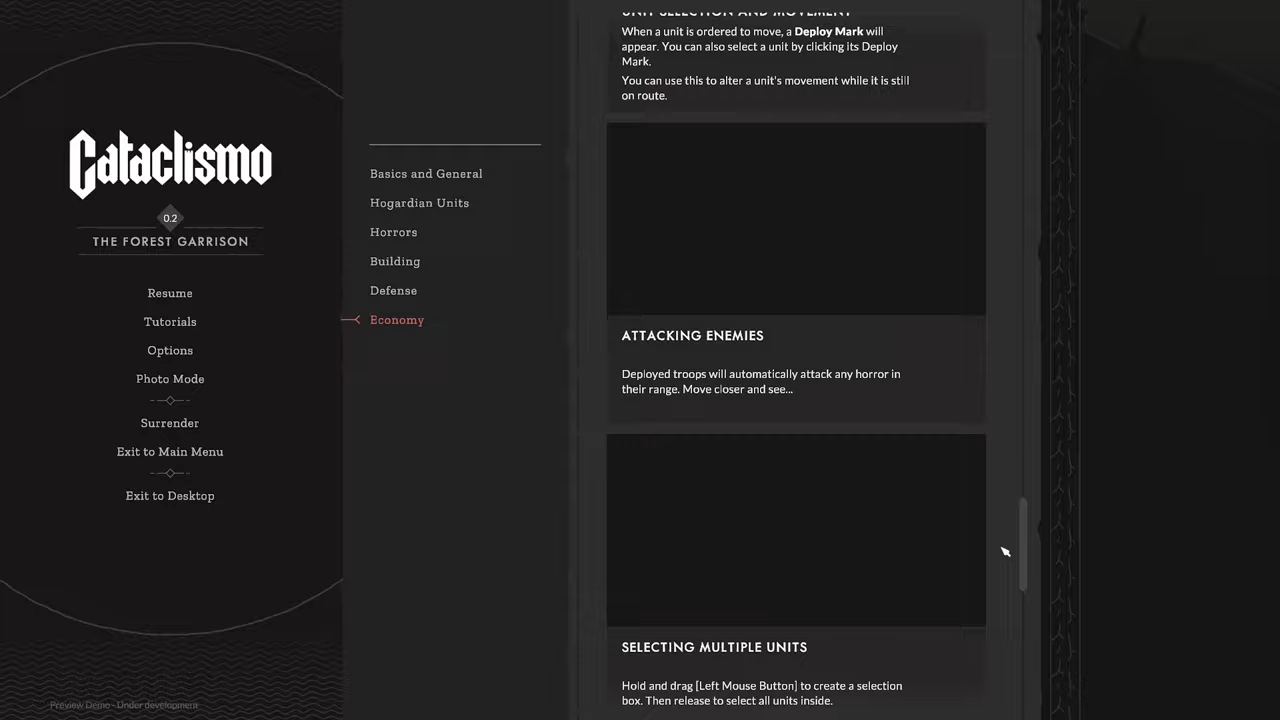 Cataclismo
0.2
THE FOREST GARRISON
Resume
Tutorials
Options
Photo Mode
Surrender
Exit to Main Menu
Exit to Desktop
Preview Demo - Under development
Basics and General
Hogardian Units
Horrors
Building
Defense
Economy
UNIT SELECTION AND MOVEMENT
When a unit is ordered to move, a Deploy Mark will
appear. You can also select a unit by clicking its Deploy
Mark.
You can use this to alter a unit's movement while it is still
on route.
ATTACKING ENEMIES
Deployed troops will automatically attack any horror in
their range. Move closer and see...
SELECTING MULTIPLE UNITS
Hold and drag [Left Mouse Button] to create a selection
box. Then release to select all units inside.